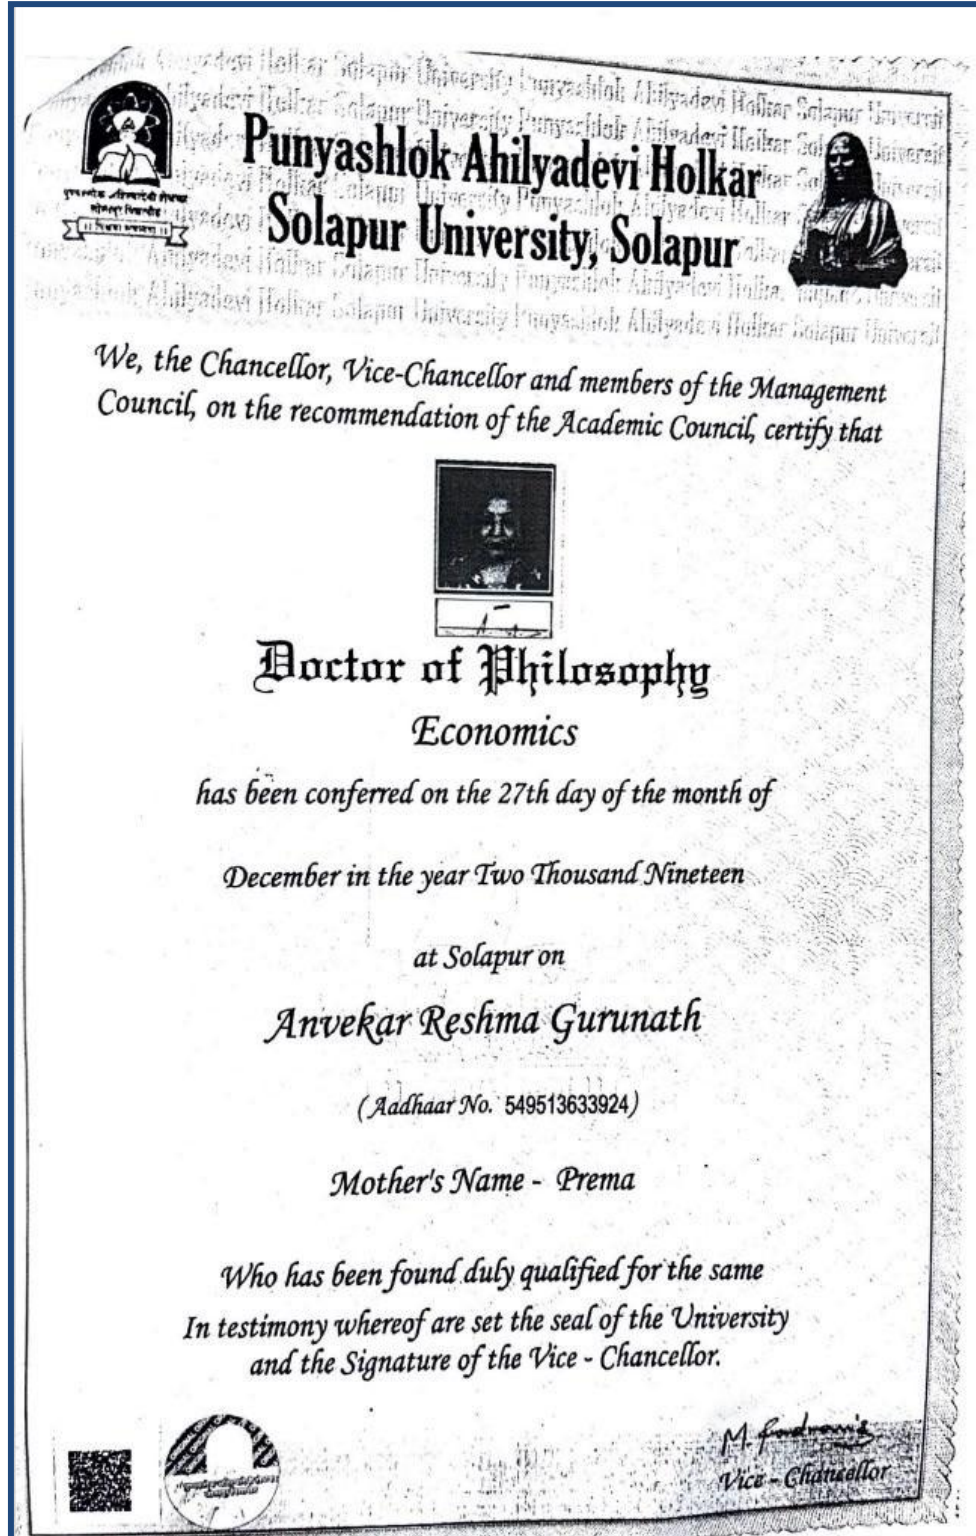 Punyashlok Ahilyadevi Holkar
Solapur University, Solapur
We, the Chancellor, Vice-Chancellor and members of the Management
Council, on the recommendation of the Academic Council, certify that
Doctor of Philosophy
Economics
has been conferred on the 27th day of the month of
December in the year Two Thousand Nineteen
at Solapur on
Anvekar Reshma Gurunath
(Aadhaar No. 549513633924)
Mother's Name - Prema
Who has been found duly qualified for the same
In testimony whereof are set the seal of the University
and the Signature of the Vice - Chancellor.
Vice - Chancellor